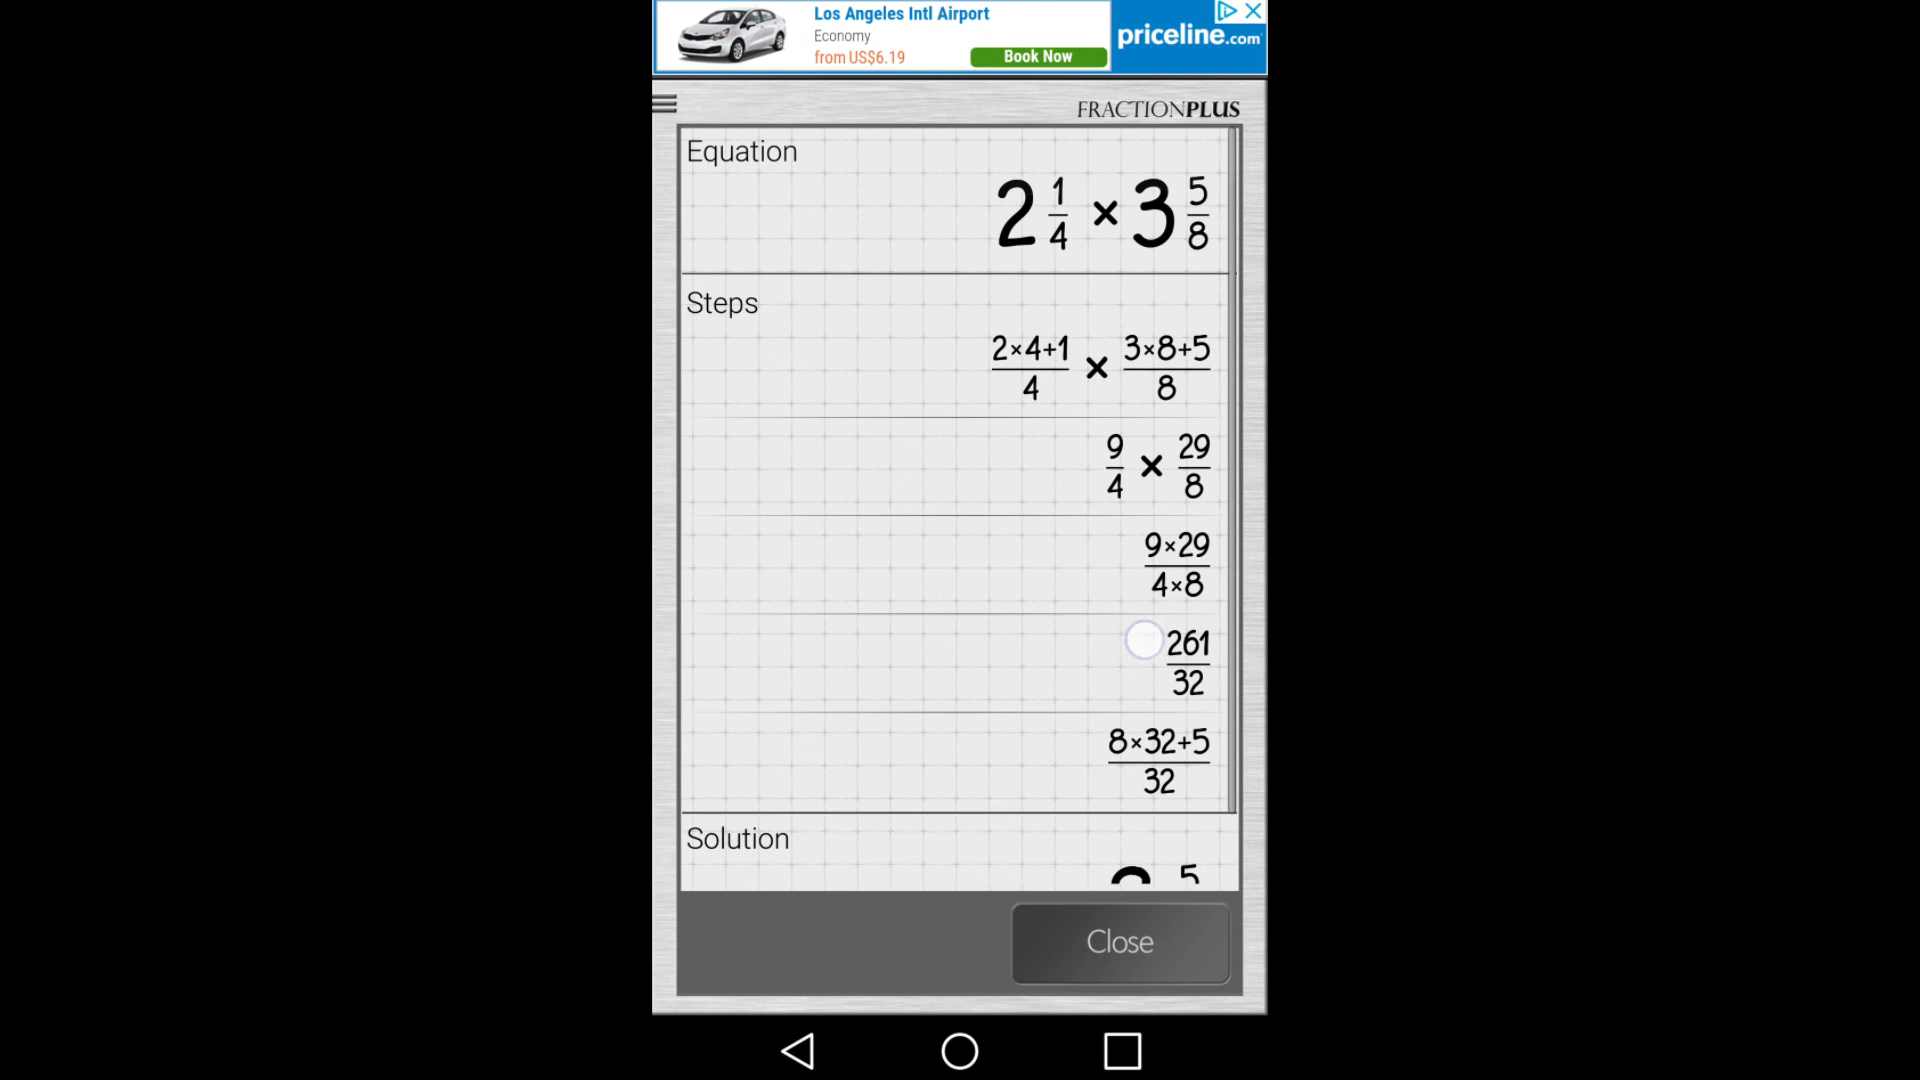 Los Angeles Intl Airport
Economy
from US$6.19
Book Now
priceline.com
FRACTIONPLUS
Equation
2 1/4 × 3 5/8
Steps
2×4+1/4 × 3×8+5/8
9/4 × 29/8
9×29/4×8
261/32
8×32+5/32
Solution
5
Close